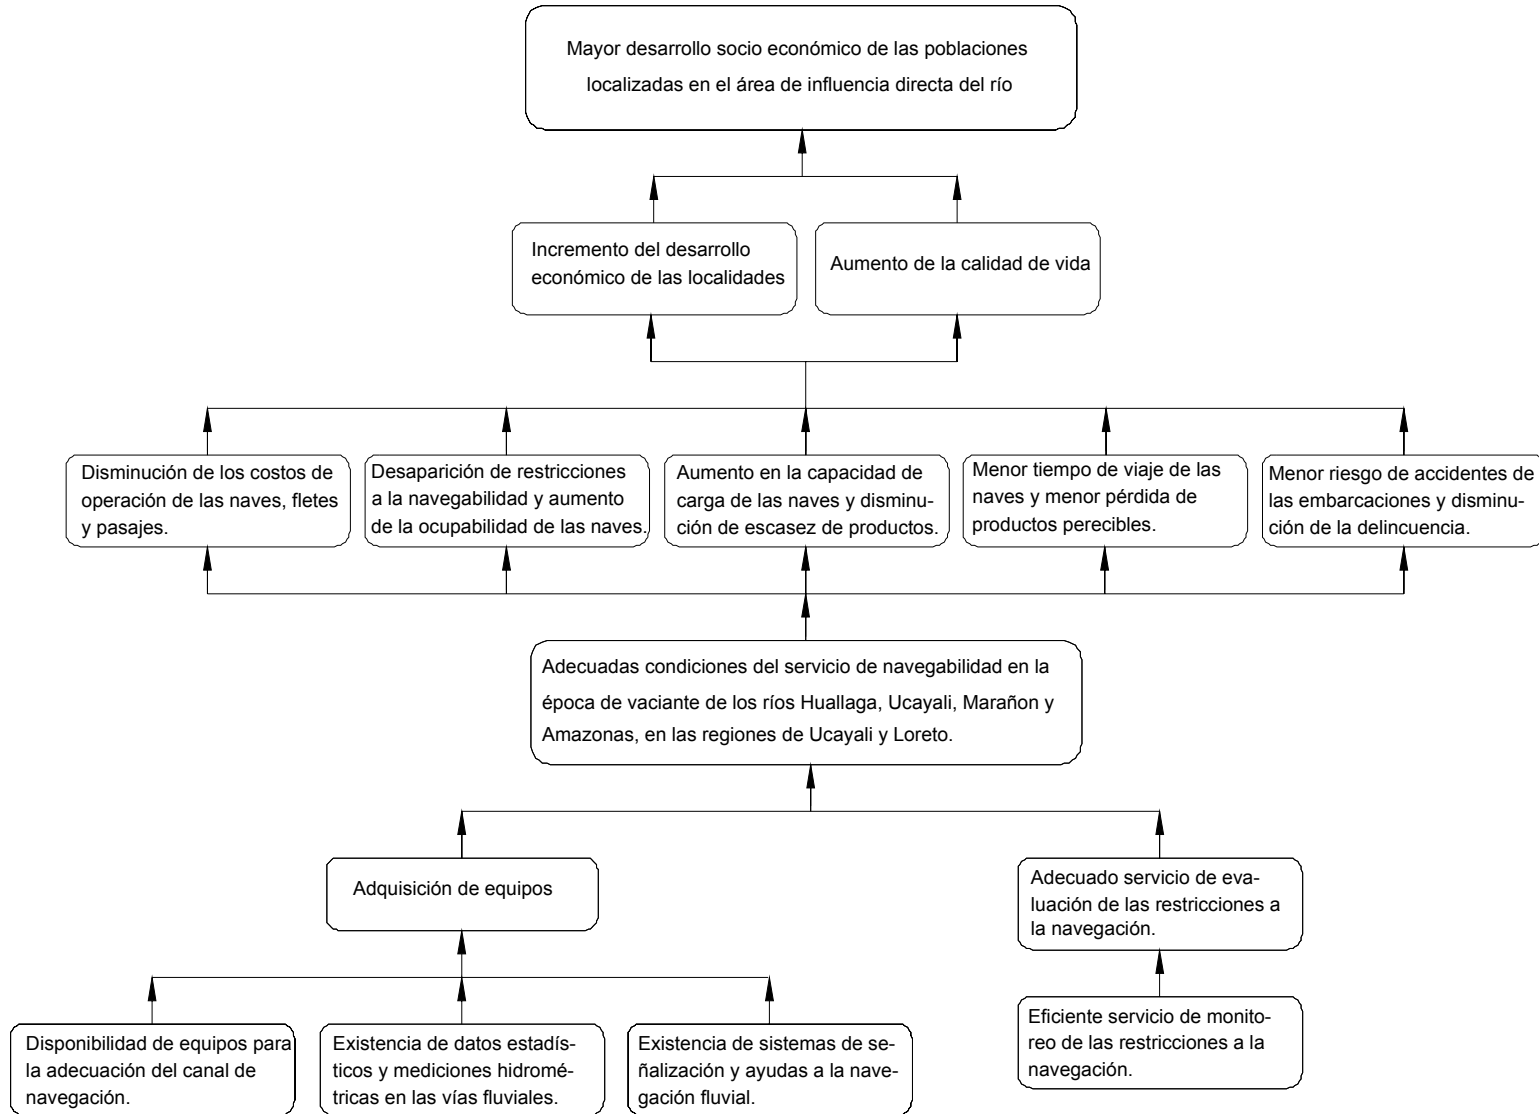 Mayor desarrollo socio económico de las poblaciones
localizadas en el área de influencia directa del río
Incremento del desarrollo
económico de las localidades
Aumento de la calidad de vida
Disminución de los costos de
operación de las naves, fletes
y pasajes.
Desaparición de restricciones
a la navegabilidad y aumento
de la ocupabilidad de las naves.
Aumento en la capacidad de
carga de las naves y disminu-
ción de escasez de productos.
Menor tiempo de viaje de las
naves y menor pérdida de
productos perecibles.
Menor riesgo de accidentes de
las embarcaciones y disminu-
ción de la delincuencia.
Adecuadas condiciones del servicio de navegabilidad en la
época de vaciante de los ríos Huallaga, Ucayali, Marañon y
Amazonas, en las regiones de Ucayali y Loreto.
Adquisición de equipos
Adecuado servicio de eva-
luación de las restricciones a
la navegación.
Disponibilidad de equipos para
la adecuación del canal de
navegación.
Existencia de datos estadís-
ticos y mediciones hidromé-
tricas en las vías fluviales.
Existencia de sistemas de se-
ñalización y ayudas a la nave-
gación fluvial.
Eficiente servicio de monito-
reo de las restricciones a la
navegación.